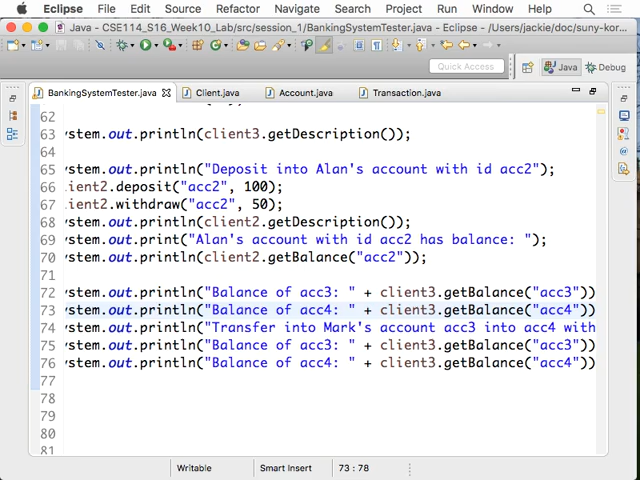 Eclipse File Edit Source Refactor Navigate Search Project Run Window Help
Java - CSE114_S16_Week10_Lab/src/session_1/BankingSystemTester.java - Eclipse - /Users/jackie/doc/suny-kor...
Quick Access Java Debug
BankingSystemTester.java Client.java Account.java Transaction.java
62
63 ystem.out.println(client3.getDescription());
64
65 ystem.out.println("Deposit into Alan's account with id acc2");
66 lient2.deposit("acc2", 100);
67 lient2.withdraw("acc2", 50);
68 ystem.out.println(client2.getDescription());
69 ystem.out.print("Alan's account with id acc2 has balance: ");
70 ystem.out.println(client2.getBalance("acc2"));
71
72 ystem.out.println("Balance of acc3: " + client3.getBalance("acc3"))
73 ystem.out.println("Balance of acc4: " + client3.getBalance("acc4"))
74 ystem.out.println("Transfer into Mark's account acc3 into acc4 with
75 ystem.out.println("Balance of acc3: " + client3.getBalance("acc3"))
76 ystem.out.println("Balance of acc4: " + client3.getBalance("acc4"))
77
78
79
80
81
Writable Smart Insert 73 : 78